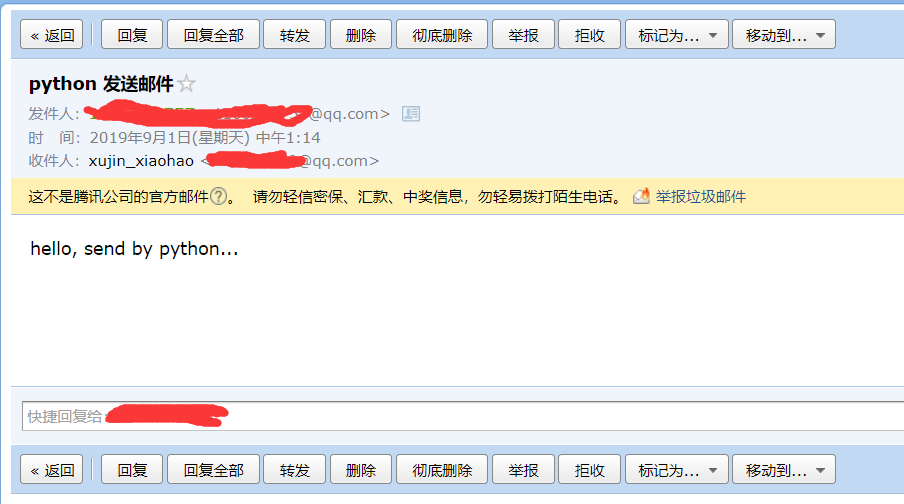 « 返回 回复 回复全部 转发 删除 彻底删除 举报 拒收 标记为... 移动到...
python 发送邮件
发件人： @qq.com>
时 间： 2019年9月1日(星期天) 中午1:14
收件人： xujin_xiaohao < @qq.com>
这不是腾讯公司的官方邮件?。 请勿轻信密保、汇款、中奖信息，勿轻易拨打陌生电话。 举报垃圾邮件
hello, send by python...
快捷回复给:
« 返回 回复 回复全部 转发 删除 彻底删除 举报 拒收 标记为... 移动到...